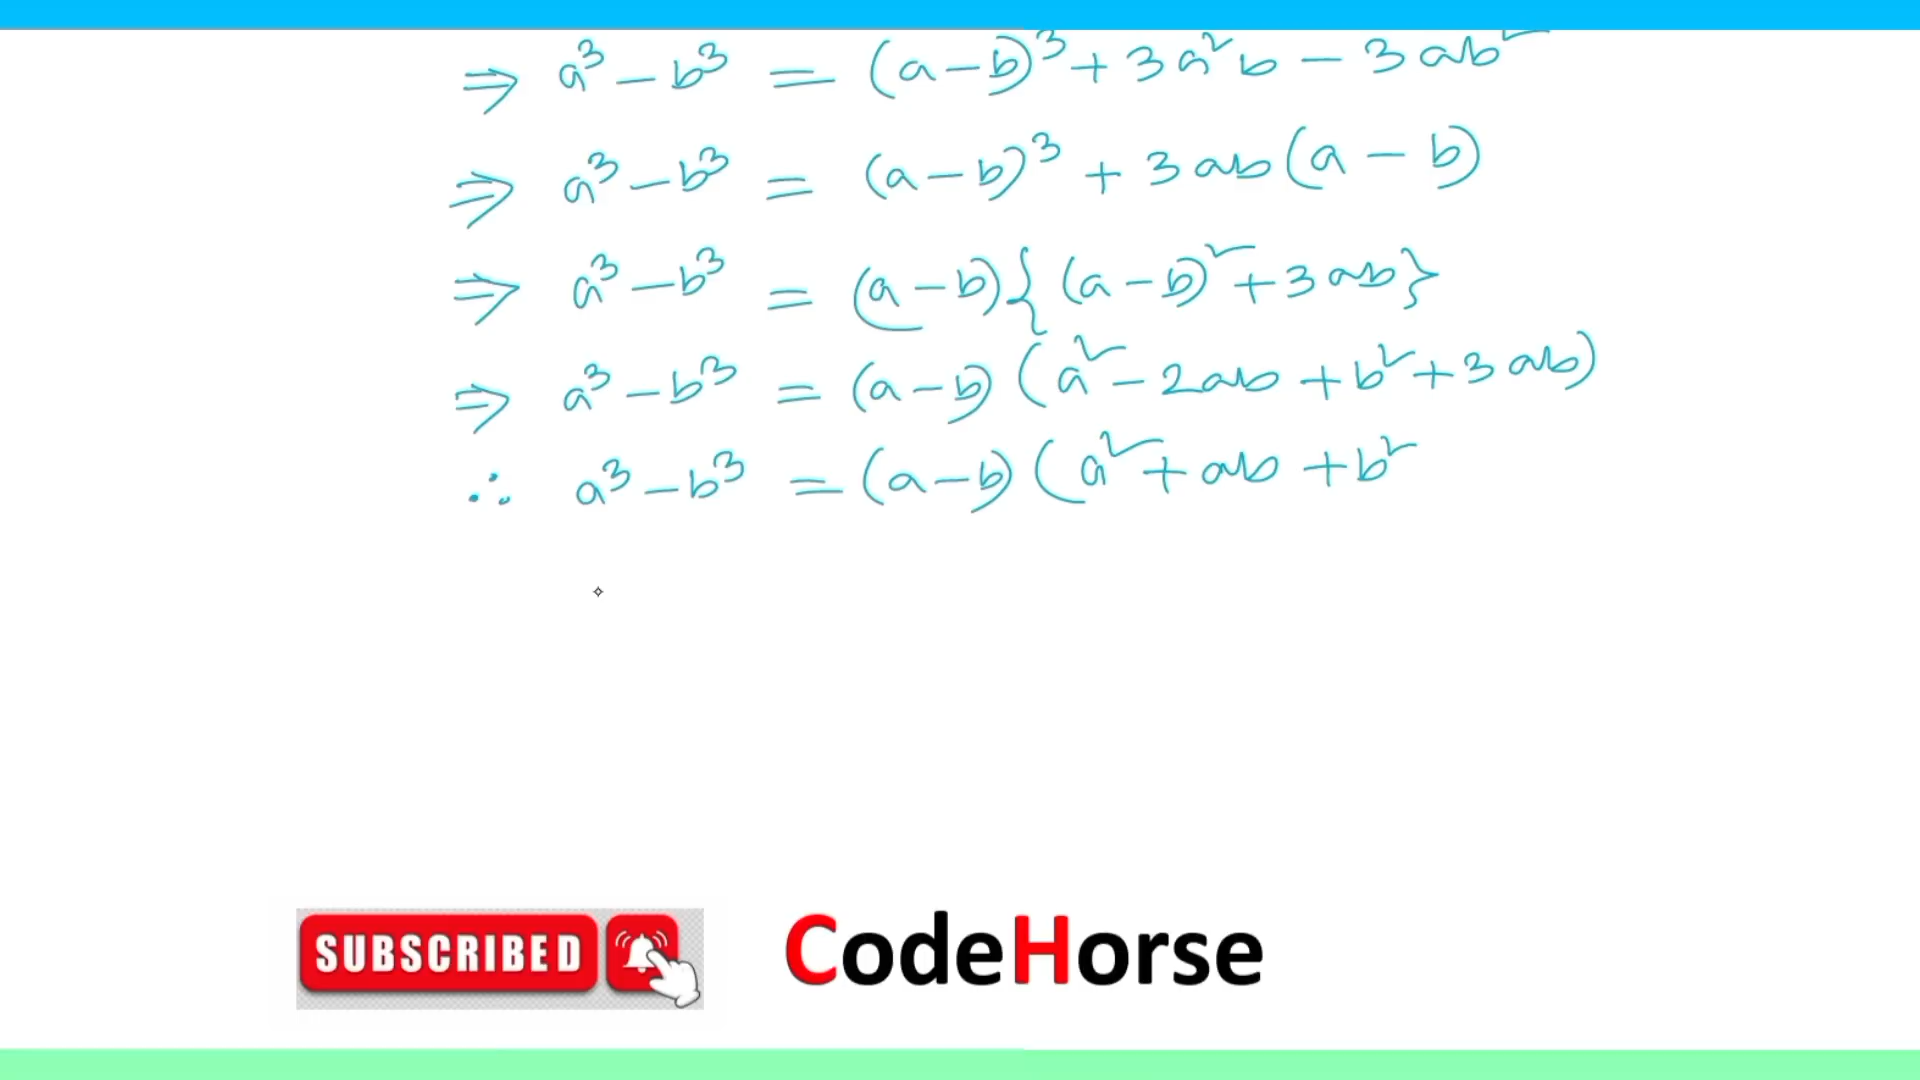 ⇒ a³ – b³ = (a – b)³ + 3a²b – 3ab²
⇒ a³ – b³ = (a – b)³ + 3ab(a – b)
⇒ a³ – b³ = (a – b){(a – b)² + 3ab}
⇒ a³ – b³ = (a – b)(a² – 2ab + b² + 3ab)
∴ a³ – b³ = (a – b)(a² + ab + b²
SUBSCRIBED
CodeHorse